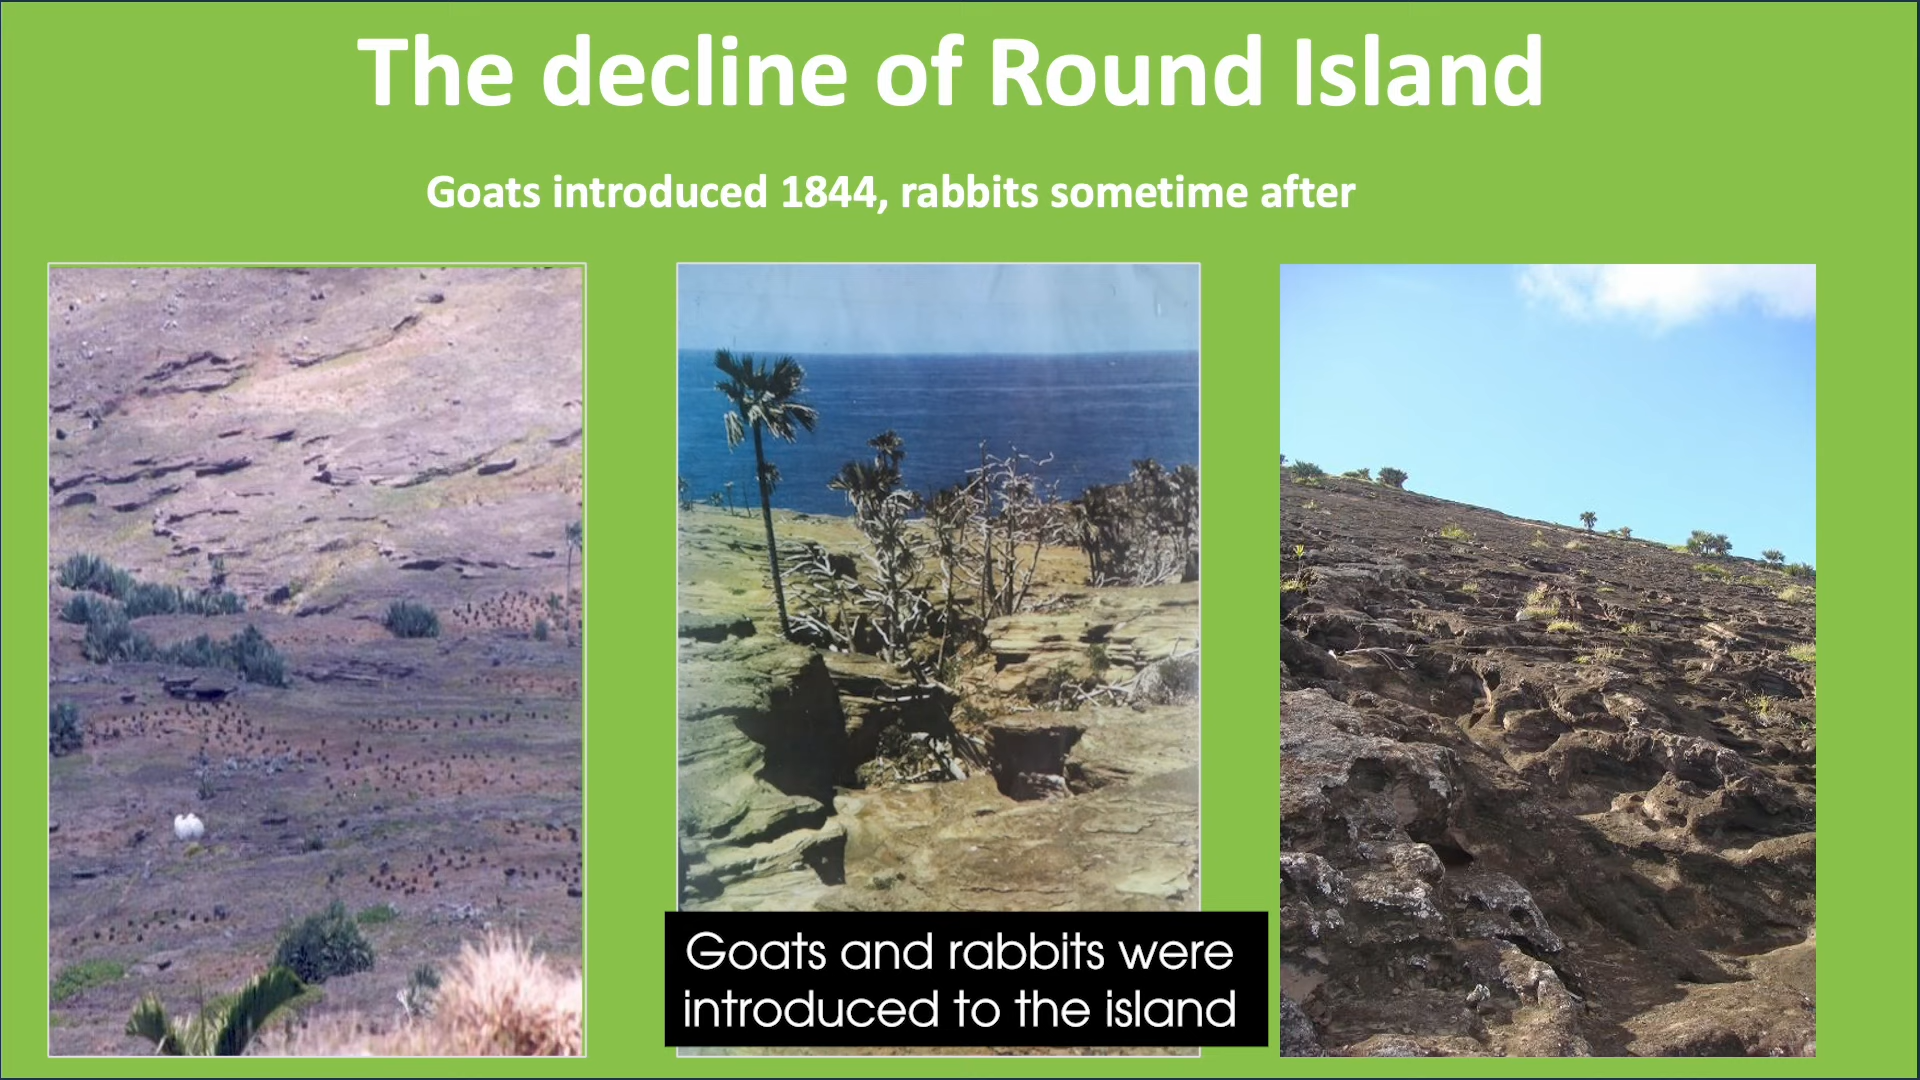 The decline of Round Island
Goats introduced 1844, rabbits sometime after
Goats and rabbits were
introduced to the island